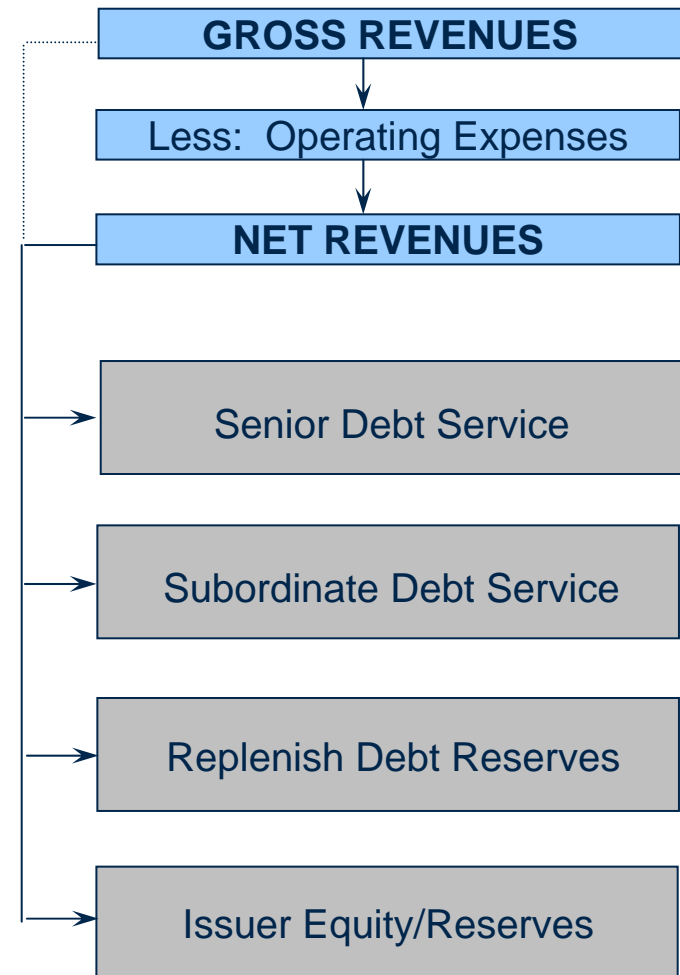 GROSS REVENUES
Less:  Operating Expenses
NET REVENUES
Senior Debt Service
Subordinate Debt Service
Replenish Debt Reserves
Issuer Equity/Reserves